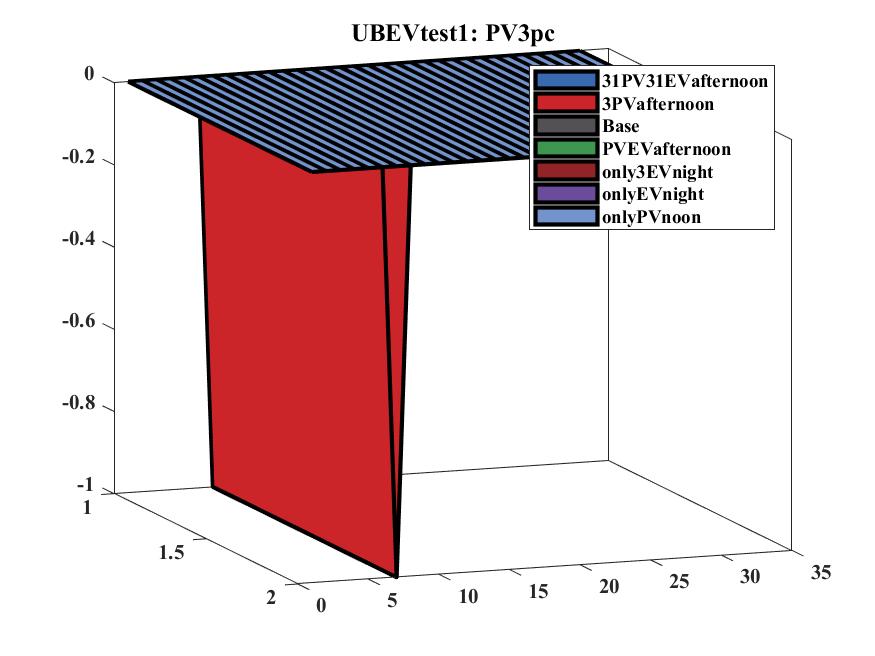 UBEVtest1: PV3pc
31PV31EVafternoon
3PVafternoon
Base
PVEVafternoon
only3EVnight
onlyEVnight
onlyPVnoon
0
-0.2
-0.4
-0.6
-0.8
-1
1
1.5
2
0
5
10
15
20
25
30
35